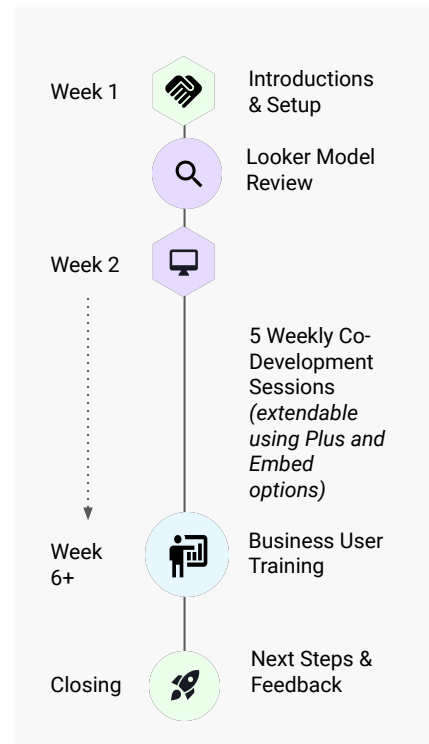 Week 1
Introductions
& Setup
Looker Model
Review
Week 2
5 Weekly Co-
Development
Sessions
(extendable
using Plus and
Embed
options)
Week
6+
Business User
Training
Closing
Next Steps &
Feedback